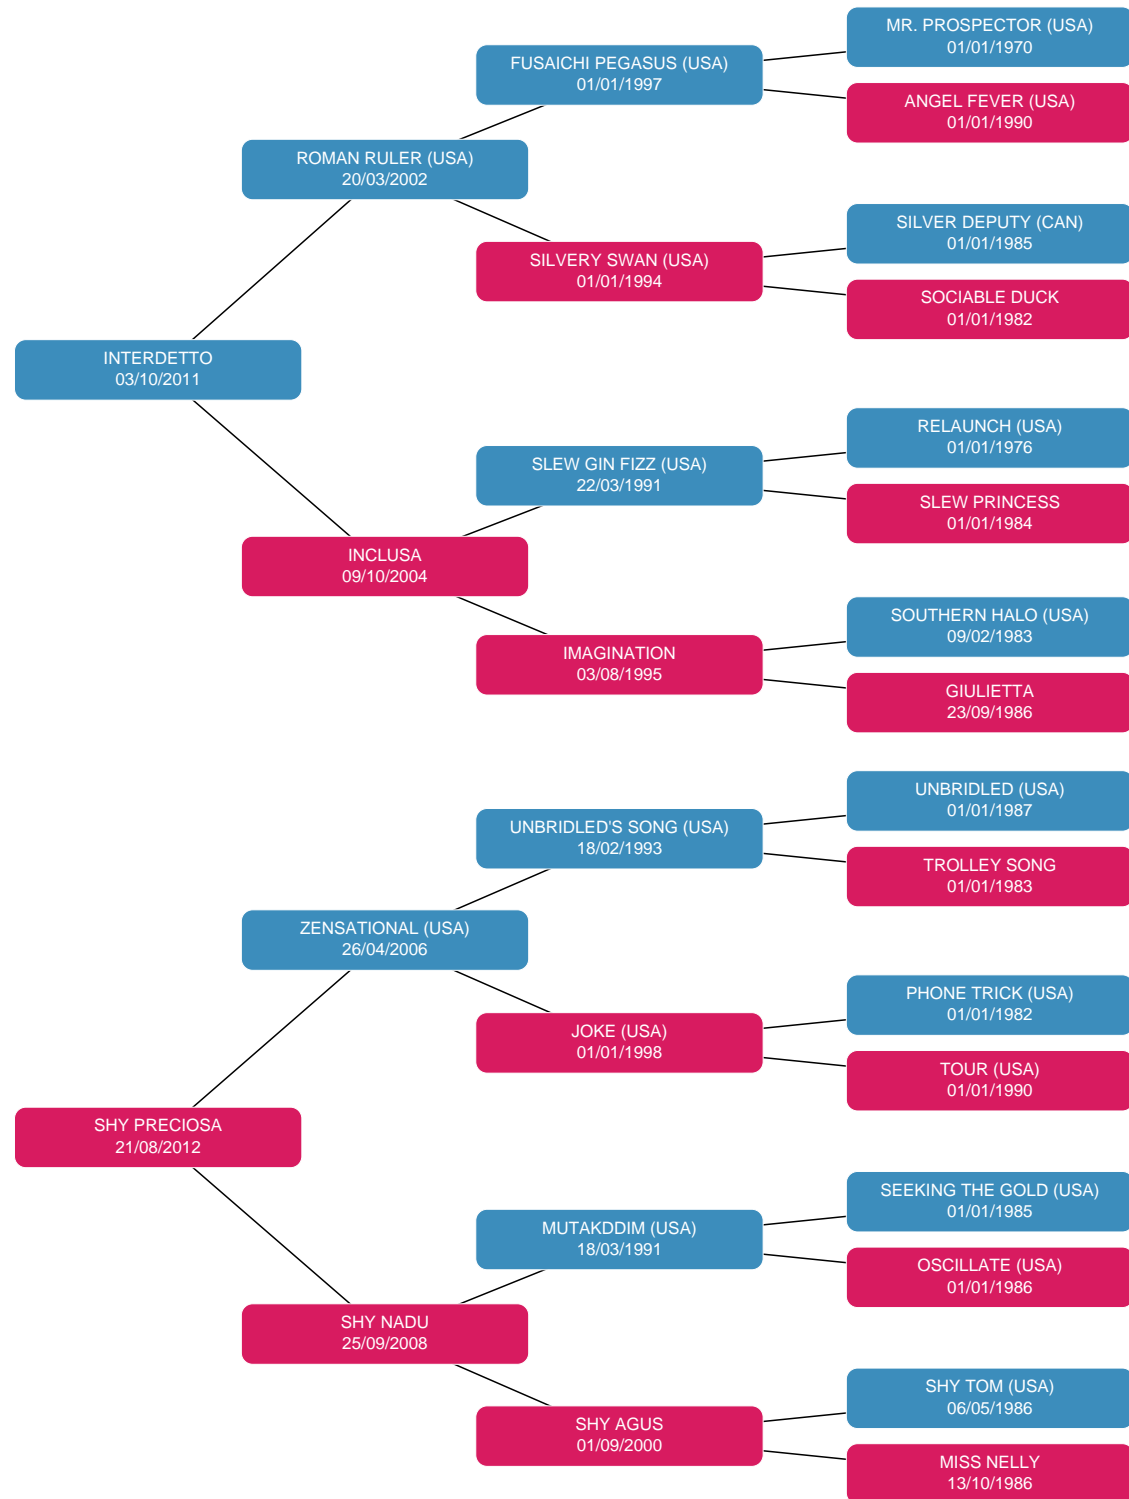 MR. PROSPECTOR (USA)
01/01/1970
FUSAICHI PEGASUS (USA)
01/01/1997
ANGEL FEVER (USA)
01/01/1990
ROMAN RULER (USA)
20/03/2002
SILVER DEPUTY (CAN)
01/01/1985
SILVERY SWAN (USA)
01/01/1994
SOCIABLE DUCK
01/01/1982
INTERDETTO
03/10/2011
RELAUNCH (USA)
01/01/1976
SLEW GIN FIZZ (USA)
22/03/1991
SLEW PRINCESS
01/01/1984
INCLUSA
09/10/2004
SOUTHERN HALO (USA)
09/02/1983
IMAGINATION
03/08/1995
GIULIETTA
23/09/1986
UNBRIDLED (USA)
01/01/1987
UNBRIDLED'S SONG (USA)
18/02/1993
TROLLEY SONG
01/01/1983
ZENSATIONAL (USA)
26/04/2006
PHONE TRICK (USA)
01/01/1982
JOKE (USA)
01/01/1998
TOUR (USA)
01/01/1990
SHY PRECIOSA
21/08/2012
SEEKING THE GOLD (USA)
01/01/1985
MUTAKDDIM (USA)
18/03/1991
OSCILLATE (USA)
01/01/1986
SHY NADU
25/09/2008
SHY TOM (USA)
06/05/1986
SHY AGUS
01/09/2000
MISS NELLY
13/10/1986